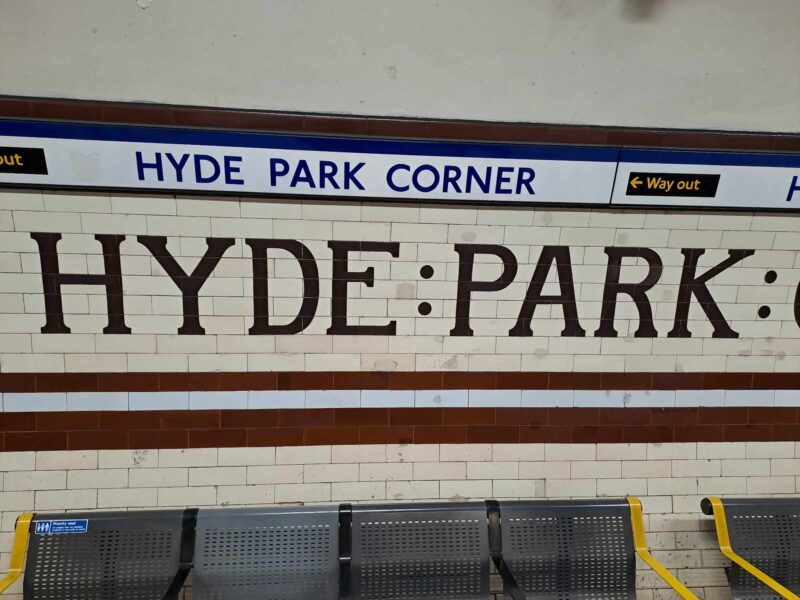 out
HYDE PARK CORNER
← Way out
H
HYDE:PARK:
Priority seat